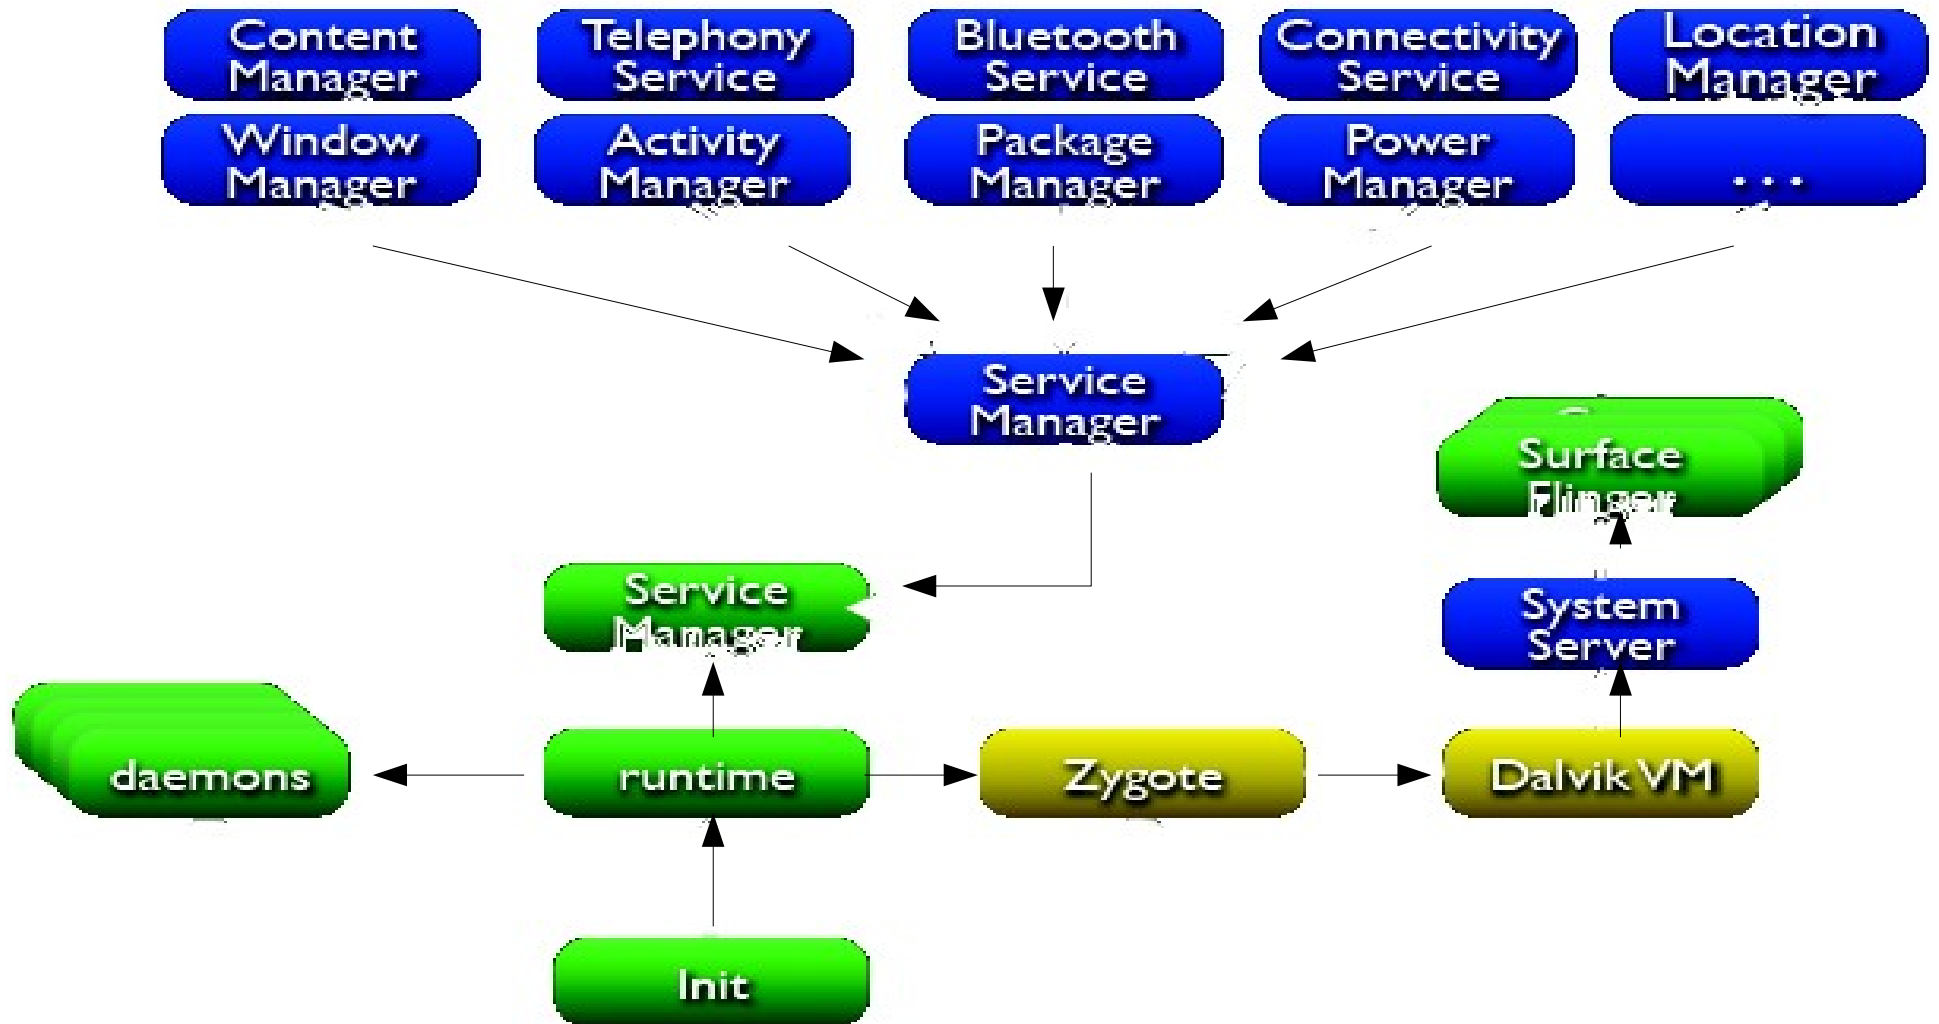 Content
Manager
Telephony
Service
Bluetooth
Service
Connectivity
Service
Location
Manager
Window
Manager
Activity
Manager
Package
Manager
Power
Manager
...
Service
Manager
Surface
Flinger
Service
Manager
System
Server
daemons
runtime
Zygote
Dalvik VM
Init